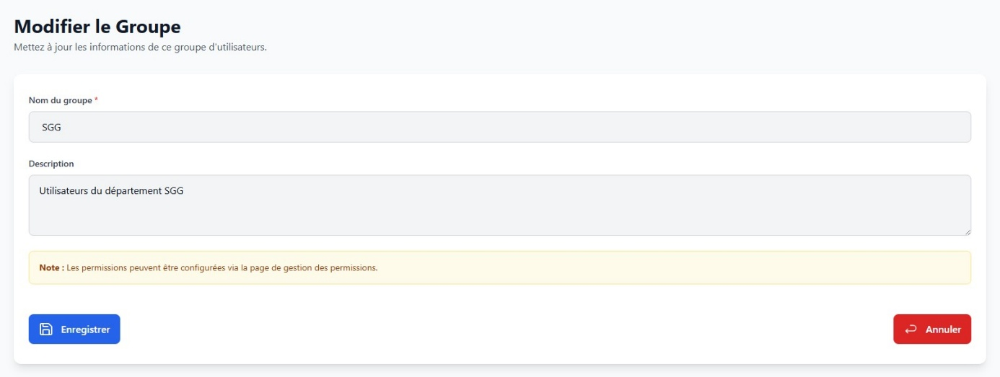 Modifier le Groupe
Mettez à jour les informations de ce groupe d'utilisateurs.
Nom du groupe *
SGG
Description
Utilisateurs du département SGG
Note : Les permissions peuvent être configurées via la page de gestion des permissions.
Enregistrer
Annuler